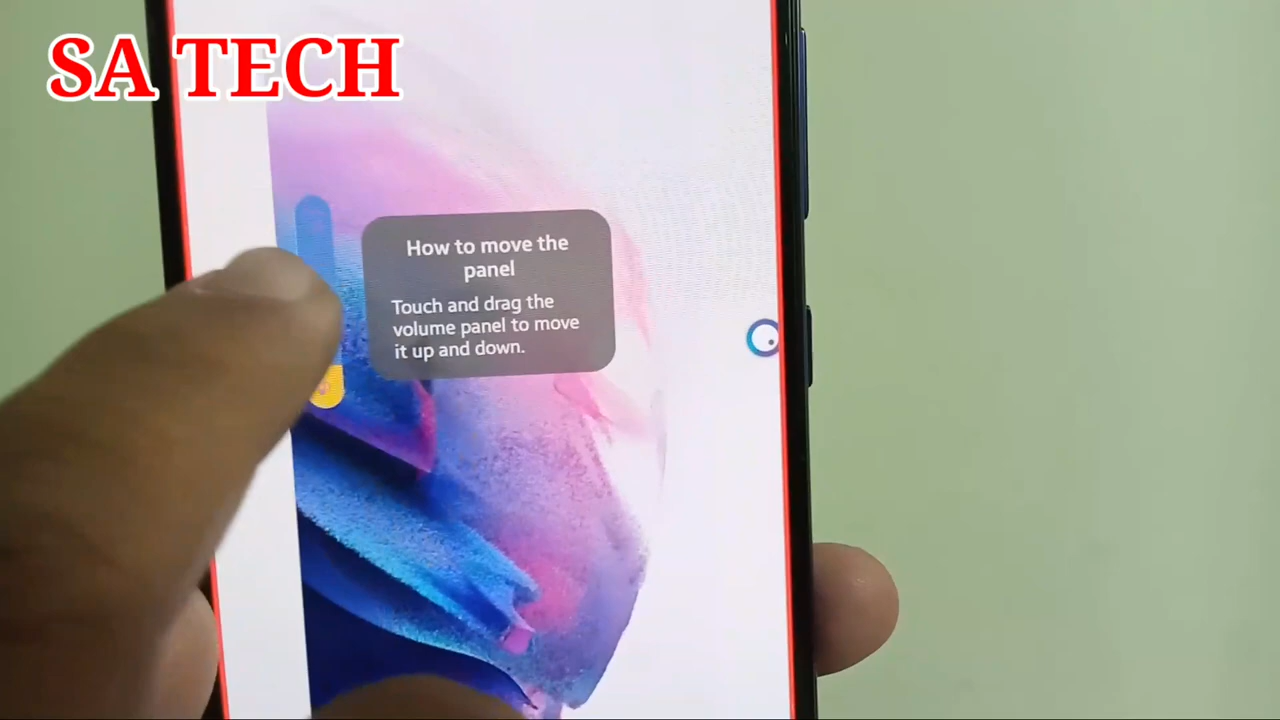 SA TECH
How to move the
panel
Touch and drag the
volume panel to move
it up and down.